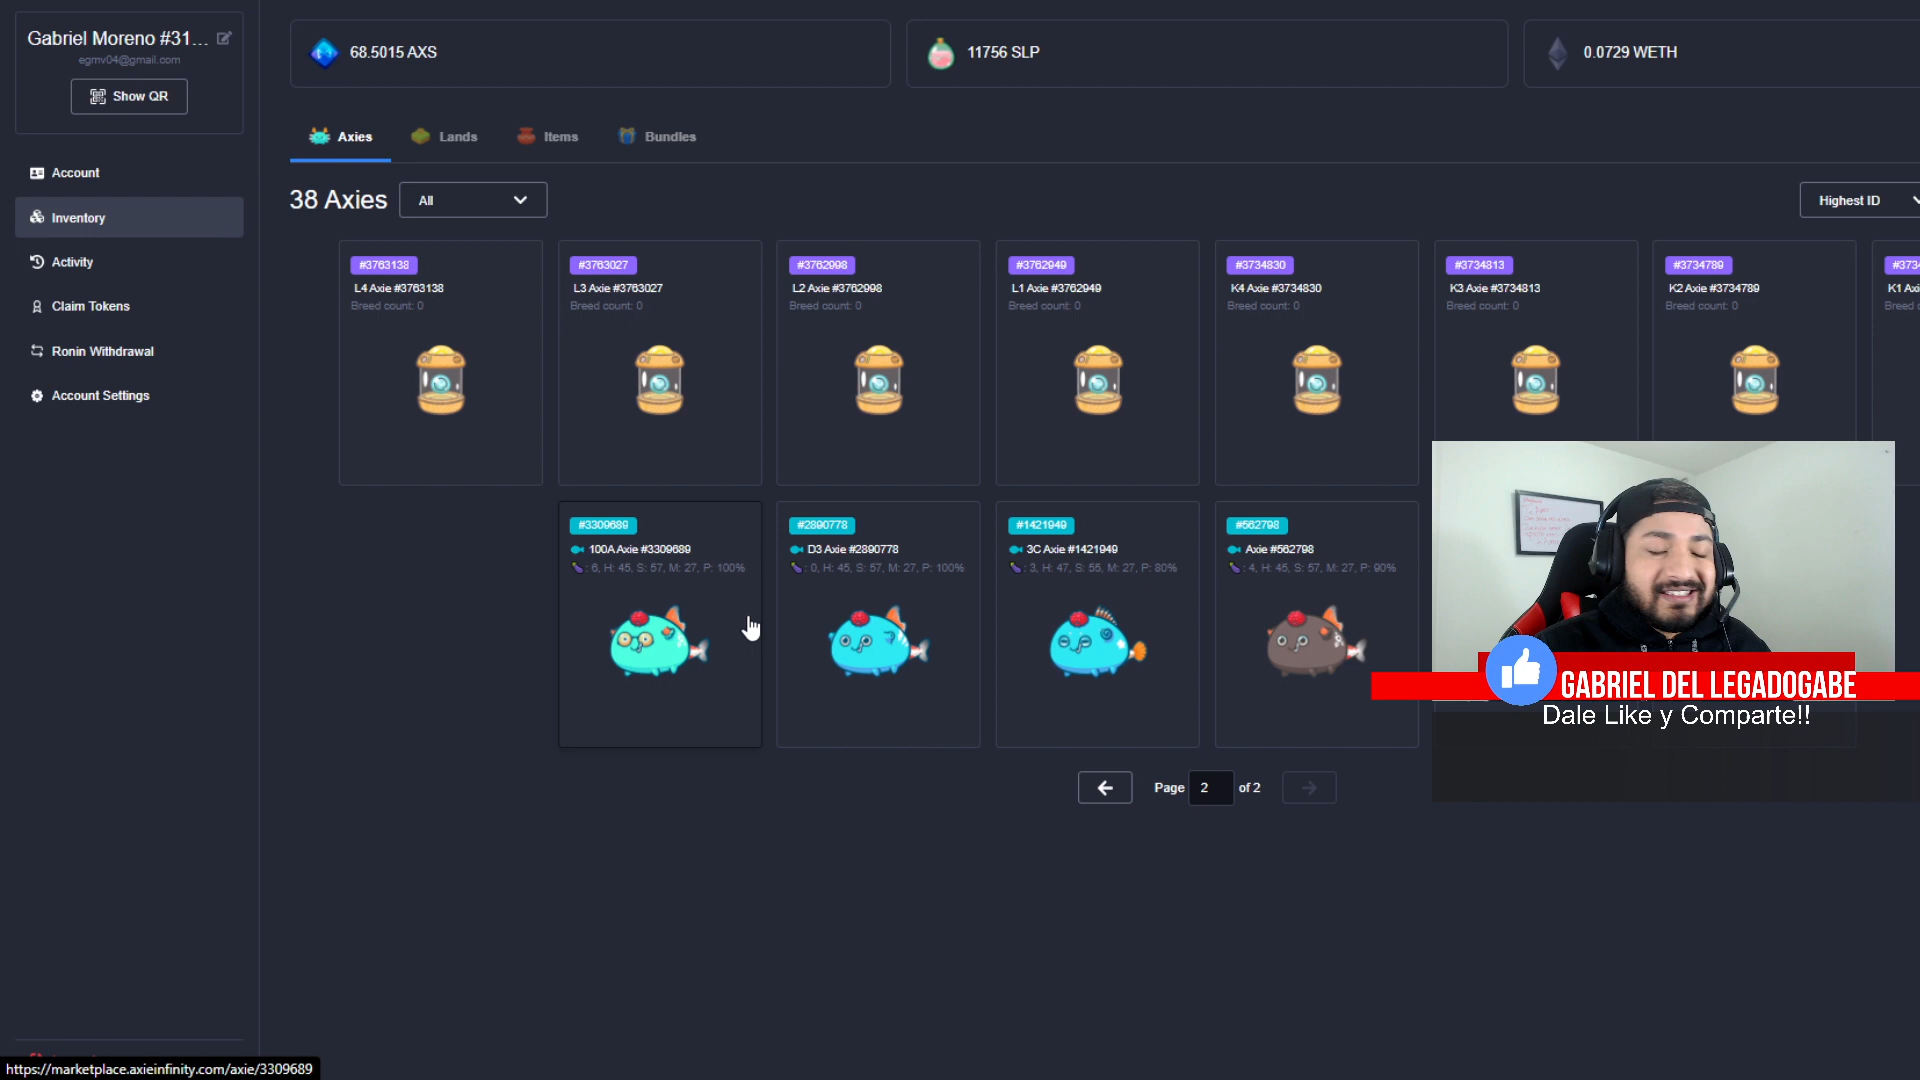 Gabriel Moreno #31...
egmv04@gmail.com
Show QR
Account
Inventory
Activity
Claim Tokens
Ronin Withdrawal
Account Settings
68.5015 AXS
11756 SLP
0.0729 WETH
Axies
Lands
Items
Bundles
38 Axies
All
Highest ID
#3763138
L4 Axie #3763138
Breed count: 0
#3763027
L3 Axie #3763027
Breed count: 0
#3762998
L2 Axie #3762998
Breed count: 0
#3762949
L1 Axie #3762949
Breed count: 0
#3734830
K4 Axie #3734830
Breed count: 0
#3734813
K3 Axie #3734813
Breed count: 0
#3734789
K2 Axie #3734789
Breed count: 0
#3734
K1 Axi
Breed c
#3309689
100A Axie #3309689
: 6, H: 45, S: 57, M: 27, P: 100%
#2890778
D3 Axie #2890778
: 0, H: 45, S: 57, M: 27, P: 100%
#1421949
3C Axie #1421949
: 3, H: 47, S: 55, M: 27, P: 80%
#562798
Axie #562798
: 4, H: 45, S: 57, M: 27, P: 90%
GABRIEL DEL LEGADOGABE
Dale Like y Comparte!!
Page 2 of 2
https://marketplace.axieinfinity.com/axie/3309689